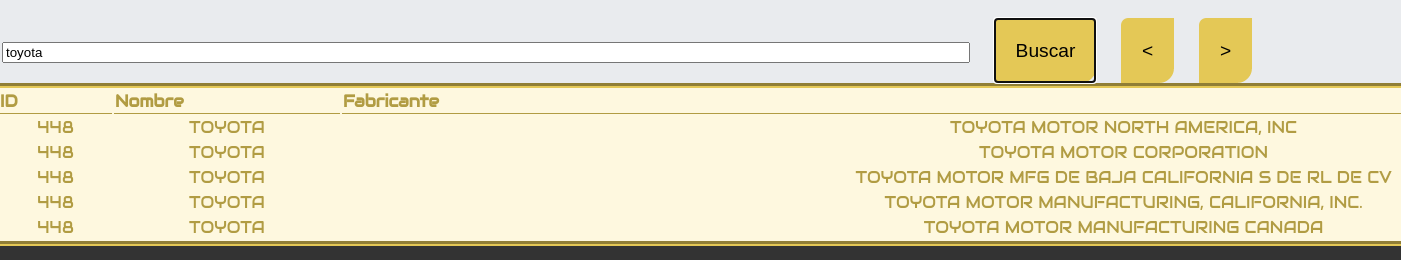 toyota Buscar < >
ID Nombre Fabricante
448 TOYOTA TOYOTA MOTOR NORTH AMERICA, INC
448 TOYOTA TOYOTA MOTOR CORPORATION
448 TOYOTA TOYOTA MOTOR MFG DE BAJA CALIFORNIA S DE RL DE CV
448 TOYOTA TOYOTA MOTOR MANUFACTURING, CALIFORNIA, INC.
448 TOYOTA TOYOTA MOTOR MANUFACTURING CANADA